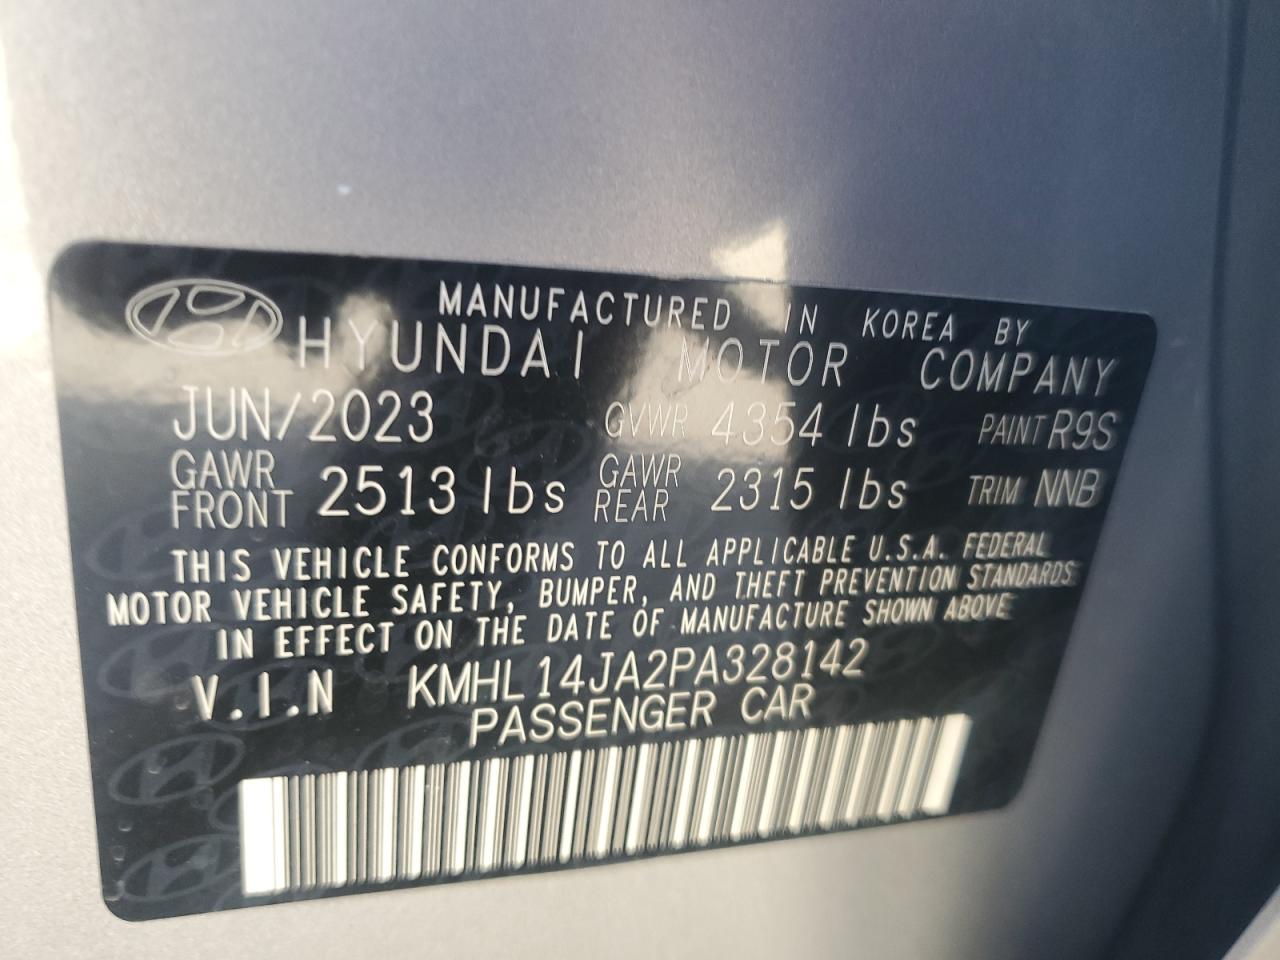 MANUFACTURED IN KOREA BY
HYUNDAI MOTOR COMPANY
JUN/2023 GVWR 4354 lbs PAINT R9S
GAWR FRONT 2513 lbs GAWR REAR 2315 lbs TRIM NNB
THIS VEHICLE CONFORMS TO ALL APPLICABLE U.S.A. FEDERAL
MOTOR VEHICLE SAFETY, BUMPER, AND THEFT PREVENTION STANDARDS
IN EFFECT ON THE DATE OF MANUFACTURE SHOWN ABOVE
V.I.N KMHL14JA2PA328142
PASSENGER CAR